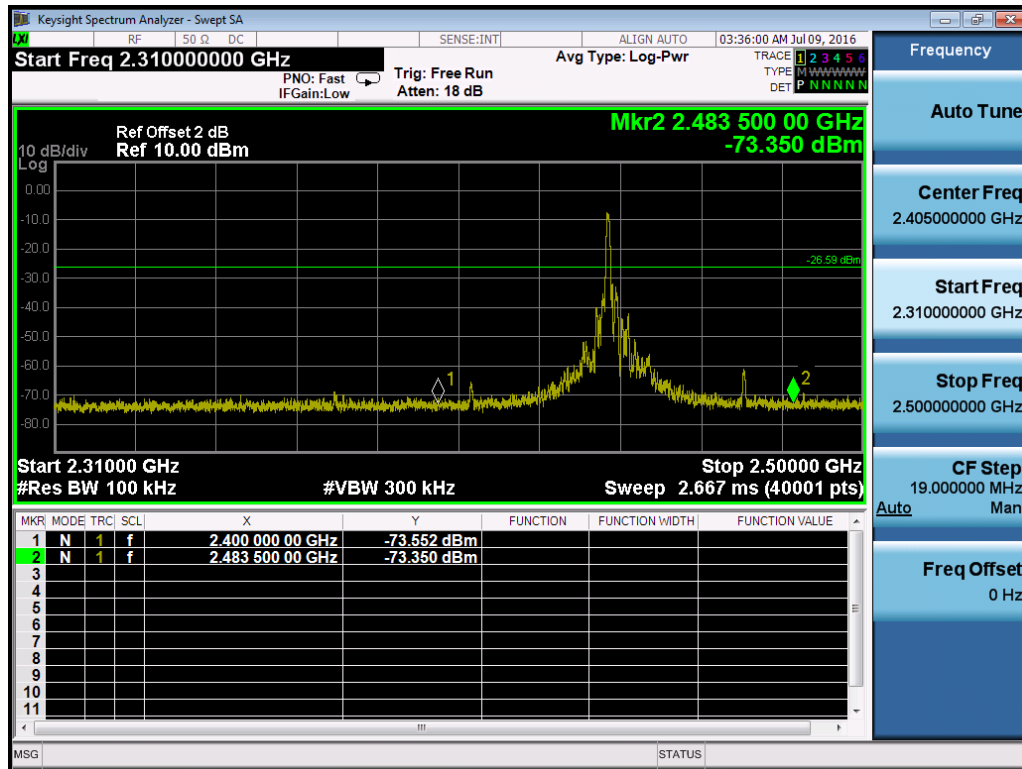 Keysight Spectrum Analyzer - Swept SA
LXI RF 50 Ω DC SENSE:INT ALIGN AUTO 03:36:00 AM Jul 09, 2016
Start Freq 2.310000000 GHz
PNO: Fast
IFGain:Low
Trig: Free Run
Atten: 18 dB
Avg Type: Log-Pwr
TRACE 1 2 3 4 5 6
TYPE M WWWWW
DET P N N N N N
Mkr2 2.483 500 00 GHz
-73.350 dBm
Ref Offset 2 dB
10 dB/div Ref 10.00 dBm
Log
0.00
-10.0
-20.0
-26.59 dBm
-30.0
-40.0
-50.0
-60.0
1
2
-70.0
-80.0
Start 2.31000 GHz Stop 2.50000 GHz
#Res BW 100 kHz #VBW 300 kHz Sweep 2.667 ms (40001 pts)
MKR MODE TRC SCL X Y FUNCTION FUNCTION WIDTH FUNCTION VALUE
1 N 1 f 2.400 000 00 GHz -73.552 dBm
2 N 1 f 2.483 500 00 GHz -73.350 dBm
3
4
5
6
7
8
9
10
11
MSG STATUS
Frequency
Auto Tune
Center Freq
2.405000000 GHz
Start Freq
2.310000000 GHz
Stop Freq
2.500000000 GHz
CF Step
19.000000 MHz
Auto Man
Freq Offset
0 Hz